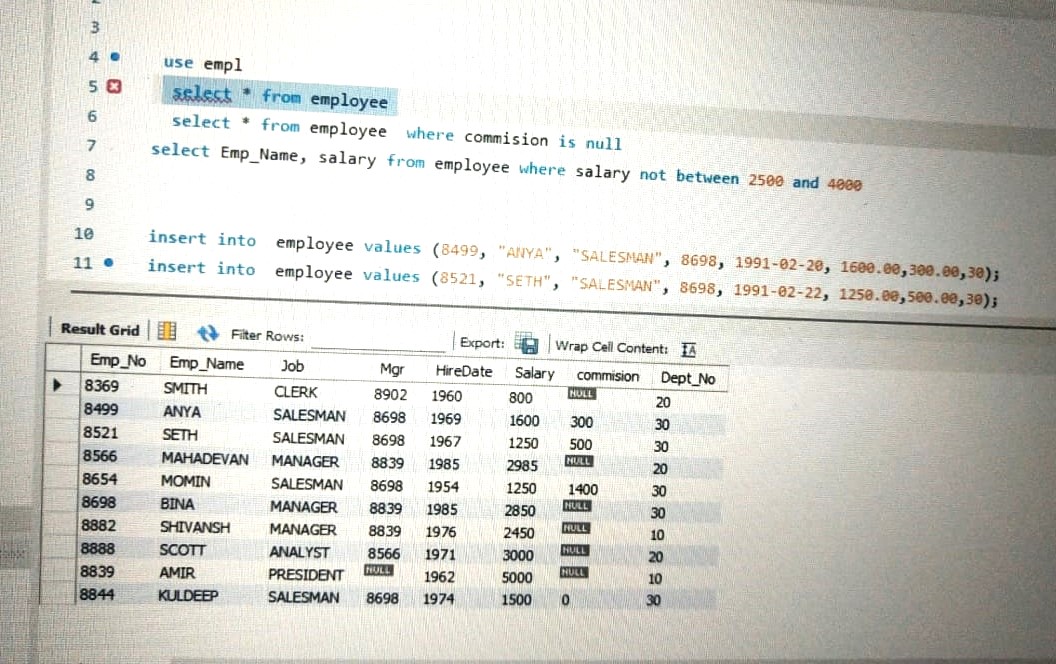 3
4 use empl
5 select * from employee
6 select * from employee where commision is null
7 select Emp_Name, salary from employee where salary not between 2500 and 4000
8
9
10 insert into employee values (8499, "ANYA", "SALESMAN", 8698, 1991-02-20, 1600.00,300.00,30);
11 insert into employee values (8521, "SETH", "SALESMAN", 8698, 1991-02-22, 1250.00,500.00,30);
Result Grid Filter Rows: Export: Wrap Cell Content: IA
Emp_No Emp_Name Job Mgr HireDate Salary commision Dept_No
8369 SMITH CLERK 8902 1960 800 NULL 20
8499 ANYA SALESMAN 8698 1969 1600 300 30
8521 SETH SALESMAN 8698 1967 1250 500 30
8566 MAHADEVAN MANAGER 8839 1985 2985 NULL 20
8654 MOMIN SALESMAN 8698 1954 1250 1400 30
8698 BINA MANAGER 8839 1985 2850 NULL 30
8882 SHIVANSH MANAGER 8839 1976 2450 NULL 10
8888 SCOTT ANALYST 8566 1971 3000 NULL 20
8839 AMIR PRESIDENT NULL 1962 5000 NULL 10
8844 KULDEEP SALESMAN 8698 1974 1500 0 30